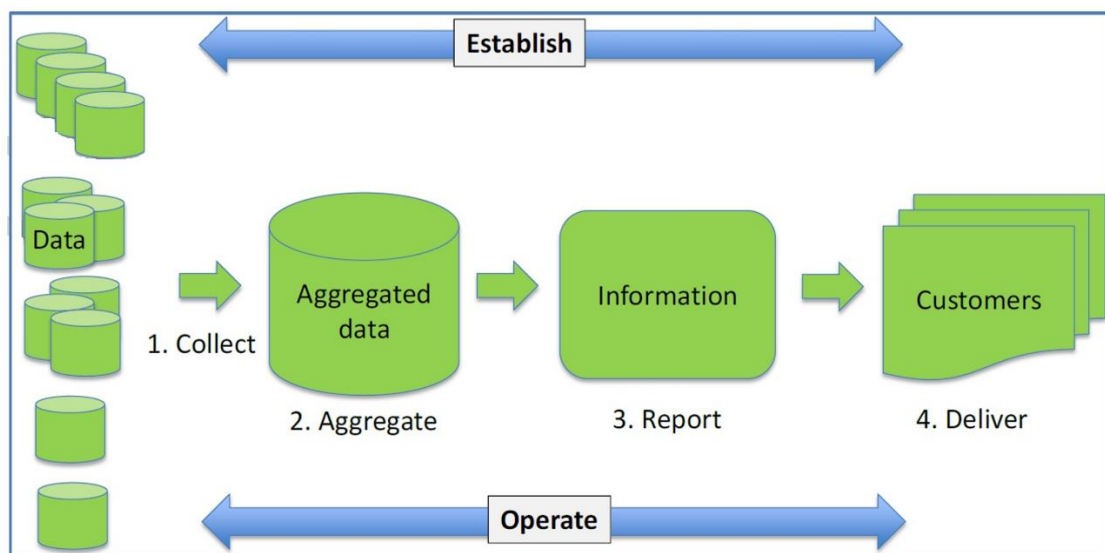 Establish
Data
Aggregated
data
Information
Customers
1. Collect
2. Aggregate
3. Report
4. Deliver
Operate